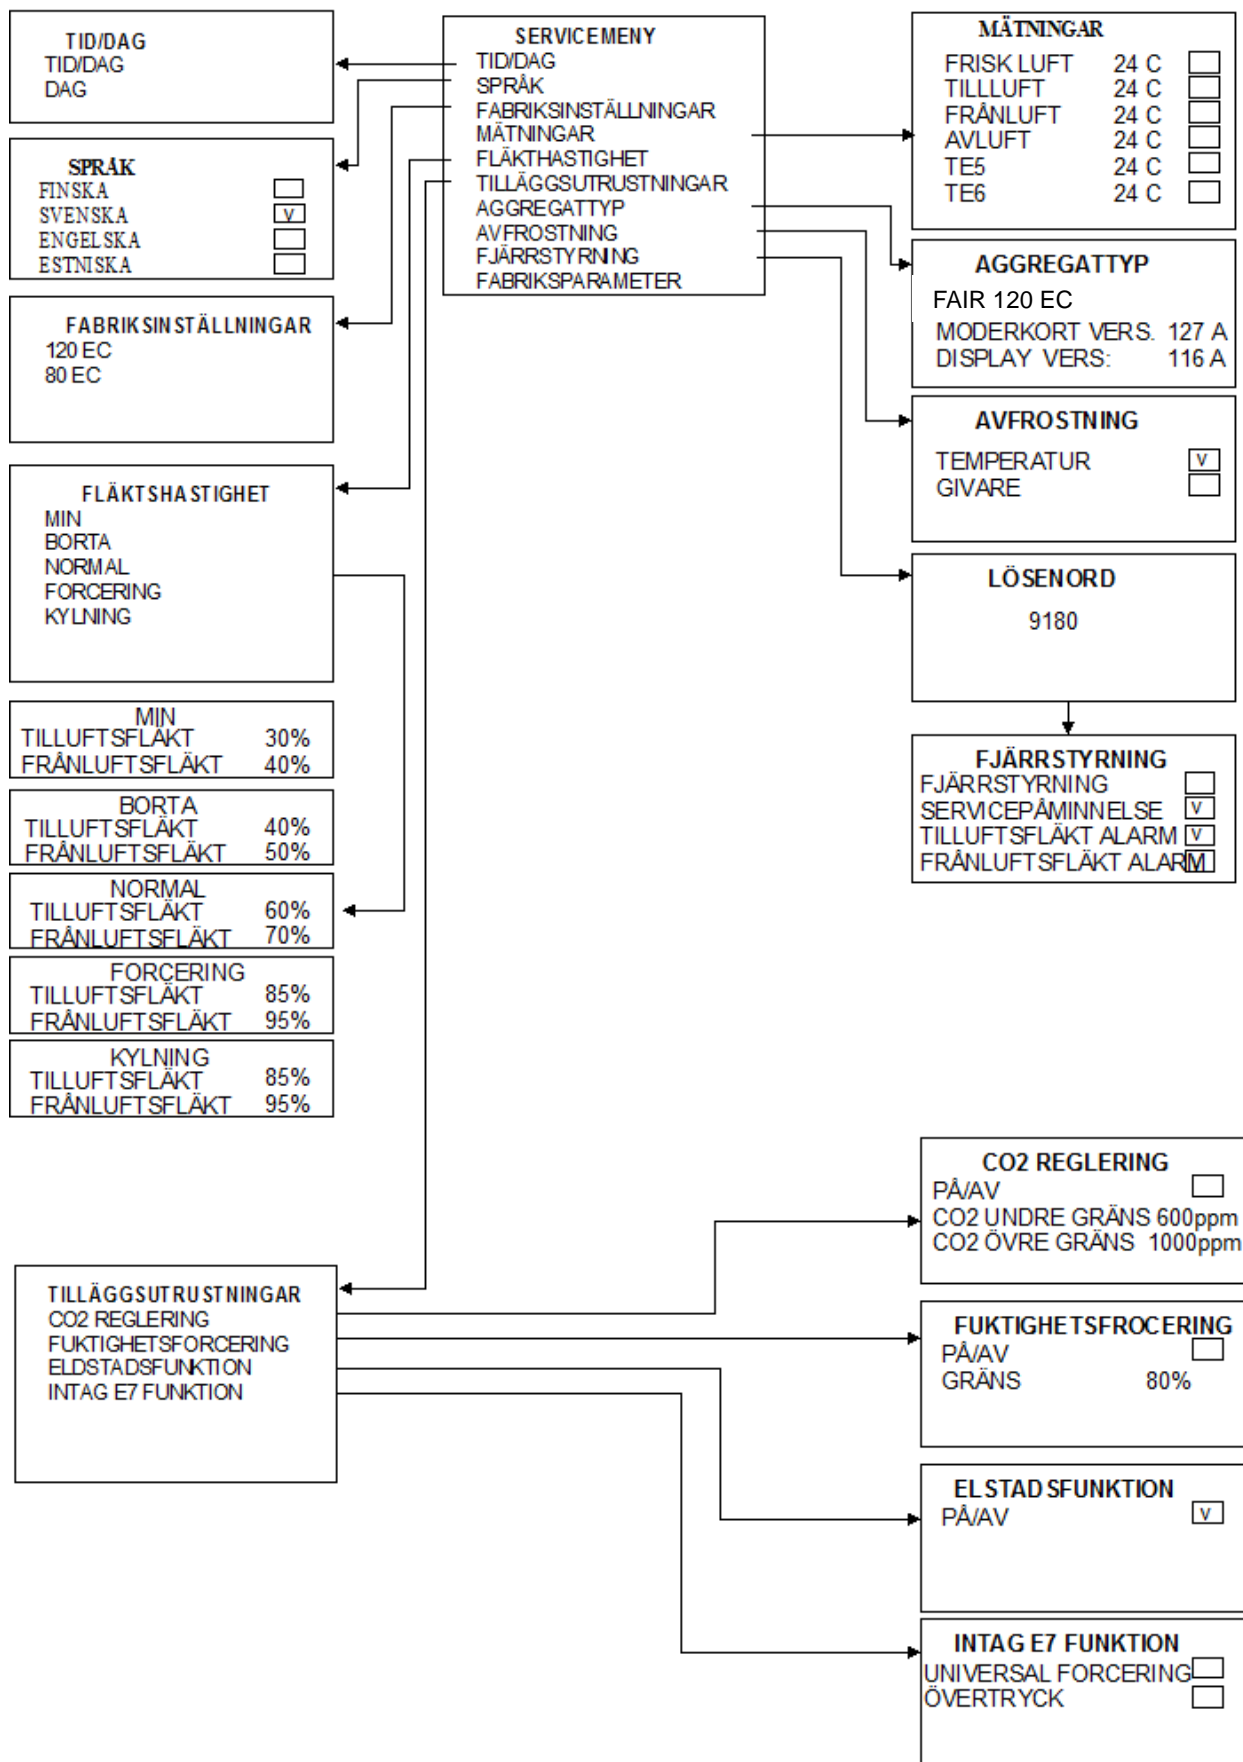 TID/DAG
TID/DAG
DAG
SPRÅK
FINSKA
SVENSKA V
ENGELSKA
ESTNISKA
FABRIKSINSTÄLLNINGAR
120 EC
80 EC
FLÄKTSHASTIGHET
MIN
BORTA
NORMAL
FORCERING
KYLNING
MIN
TILLUFTSFLÄKT 30%
FRÅNLUFTSFLÄKT 40%
BORTA
TILLUFTSFLÄKT 40%
FRÅNLUFTSFLÄKT 50%
NORMAL
TILLUFTSFLÄKT 60%
FRÅNLUFTSFLÄKT 70%
FORCERING
TILLUFTSFLÄKT 85%
FRÅNLUFTSFLÄKT 95%
KYLNING
TILLUFTSFLÄKT 85%
FRÅNLUFTSFLÄKT 95%
TILLÄGGSUTRUSTNINGAR
CO2 REGLERING
FUKTIGHETSFORCERING
ELDSTADSFUNKTION
INTAG E7 FUNKTION
SERVICEMENY
TID/DAG
SPRÅK
FABRIKSINSTÄLLNINGAR
MÄTNINGAR
FLÄKTHASTIGHET
TILLÄGGSUTRUSTNINGAR
AGGREGATTYP
AVFROSTNING
FJÄRRSTYRNING
FABRIKSPARAMETER
MÄTNINGAR
FRISK LUFT 24 C
TILLLUFT 24 C
FRÅNLUFT 24 C
AVLUFT 24 C
TE5 24 C
TE6 24 C
AGGREGATTYP
FAIR 120 EC
MODERKORT VERS. 127 A
DISPLAY VERS: 116 A
AVFROSTNING
TEMPERATUR V
GIVARE
LÖSENORD
9180
FJÄRRSTYRNING
FJÄRRSTYRNING
SERVICEPÅMINNELSE V
TILLUFTSFLÄKT ALARM V
FRÅNLUFTSFLÄKT ALARM
CO2 REGLERING
PÅ/AV
CO2 UNDRE GRÄNS 600ppm
CO2 ÖVRE GRÄNS 1000ppm
FUKTIGHETSFROCERING
PÅ/AV
GRÄNS 80%
ELSTADSFUNKTION
PÅ/AV V
INTAG E7 FUNKTION
UNIVERSAL FORCERING
ÖVERTRYCK